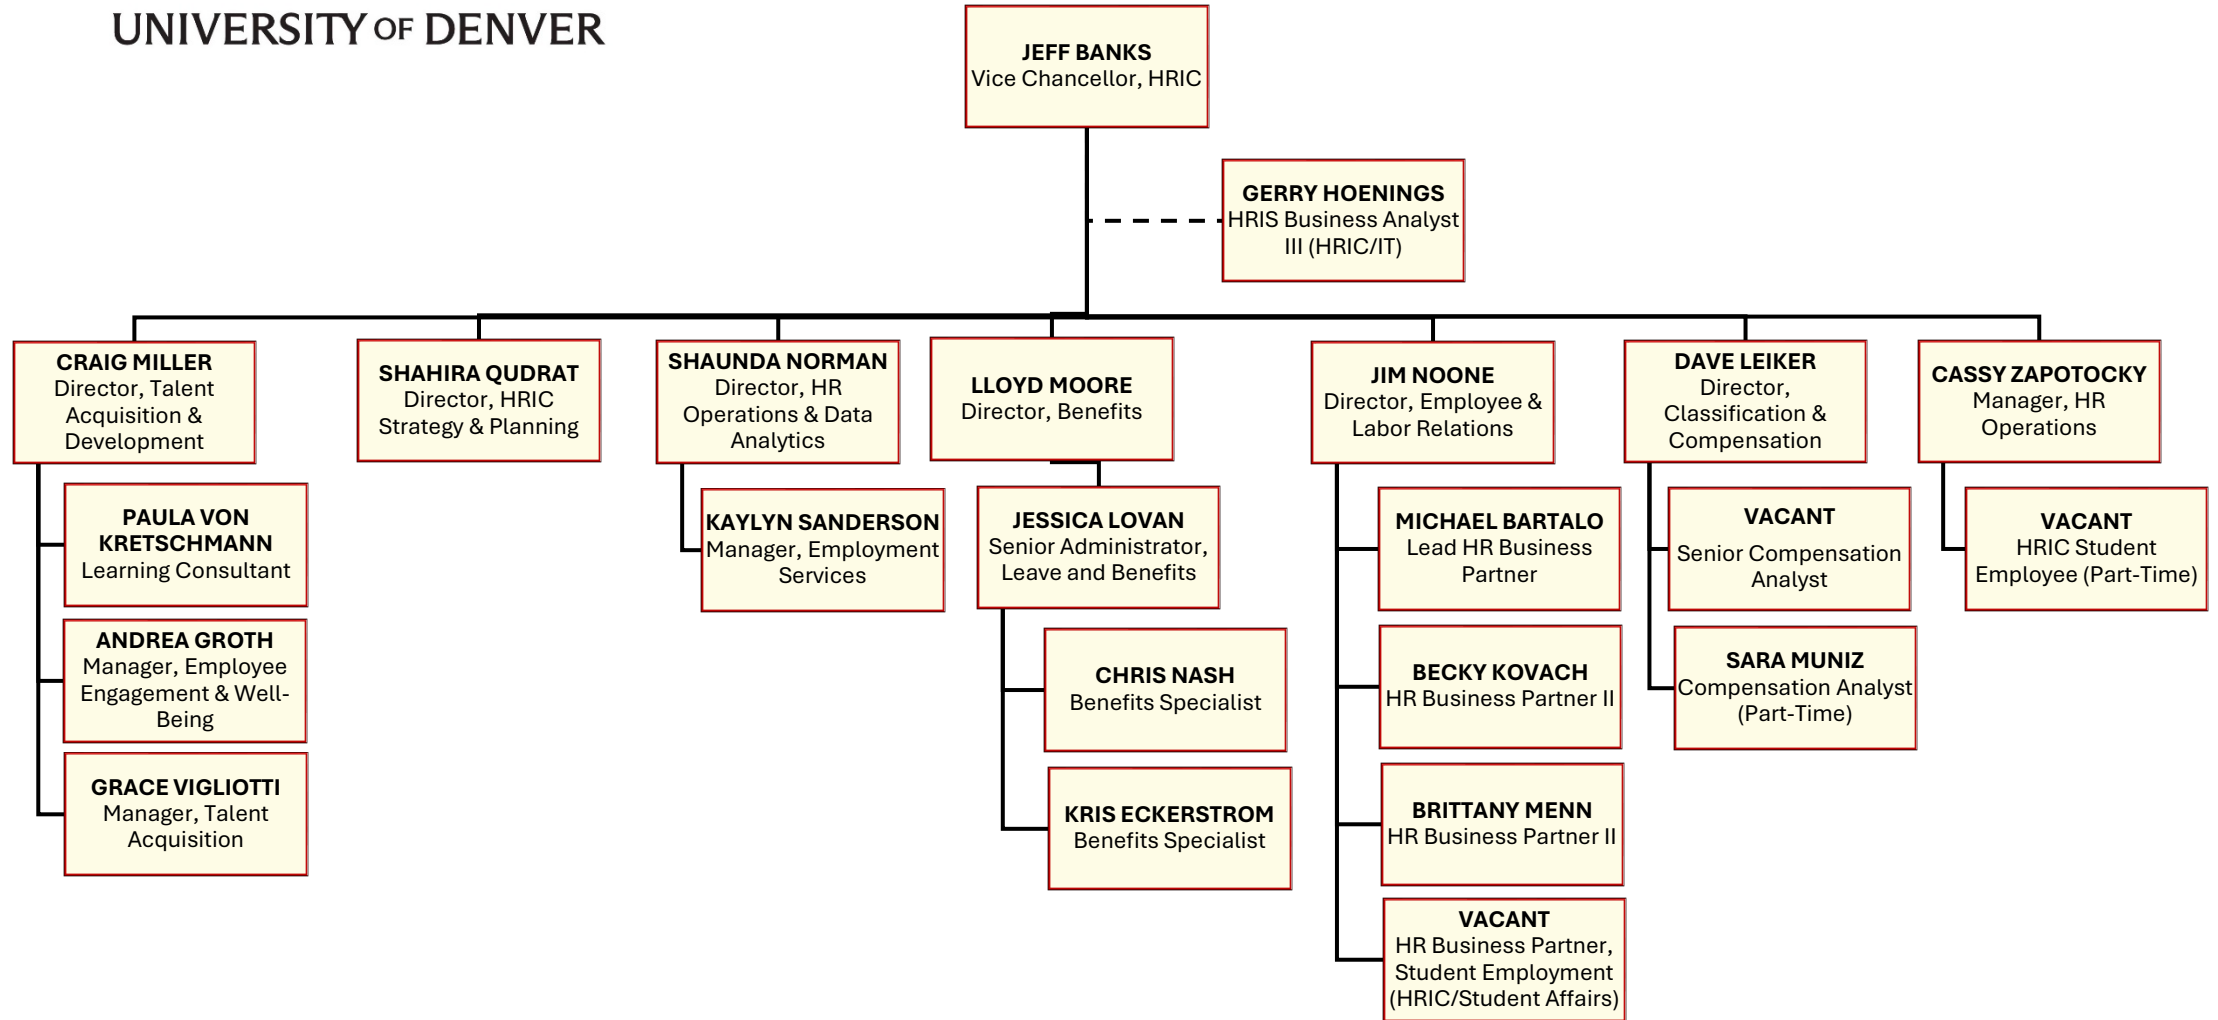 UNIVERSITY OF DENVER
JEFF BANKS
Vice Chancellor, HRIC
GERRY HOENINGS
HRIS Business Analyst
III (HRIC/IT)
CRAIG MILLER
Director, Talent
Acquisition &
Development
SHAHIRA QUDRAT
Director, HRIC
Strategy & Planning
SHAUNDA NORMAN
Director, HR
Operations & Data
Analytics
LLOYD MOORE
Director, Benefits
JIM NOONE
Director, Employee &
Labor Relations
DAVE LEIKER
Director,
Classification &
Compensation
CASSY ZAPOTOCKY
Manager, HR
Operations
PAULA VON
KRETSCHMANN
Learning Consultant
ANDREA GROTH
Manager, Employee
Engagement & Well-
Being
GRACE VIGLIOTTI
Manager, Talent
Acquisition
KAYLYN SANDERSON
Manager, Employment
Services
JESSICA LOVAN
Senior Administrator,
Leave and Benefits
CHRIS NASH
Benefits Specialist
KRIS ECKERSTROM
Benefits Specialist
MICHAEL BARTALO
Lead HR Business
Partner
BECKY KOVACH
HR Business Partner II
BRITTANY MENN
HR Business Partner II
VACANT
HR Business Partner,
Student Employment
(HRIC/Student Affairs)
VACANT
Senior Compensation
Analyst
SARA MUNIZ
Compensation Analyst
(Part-Time)
VACANT
HRIC Student
Employee (Part-Time)